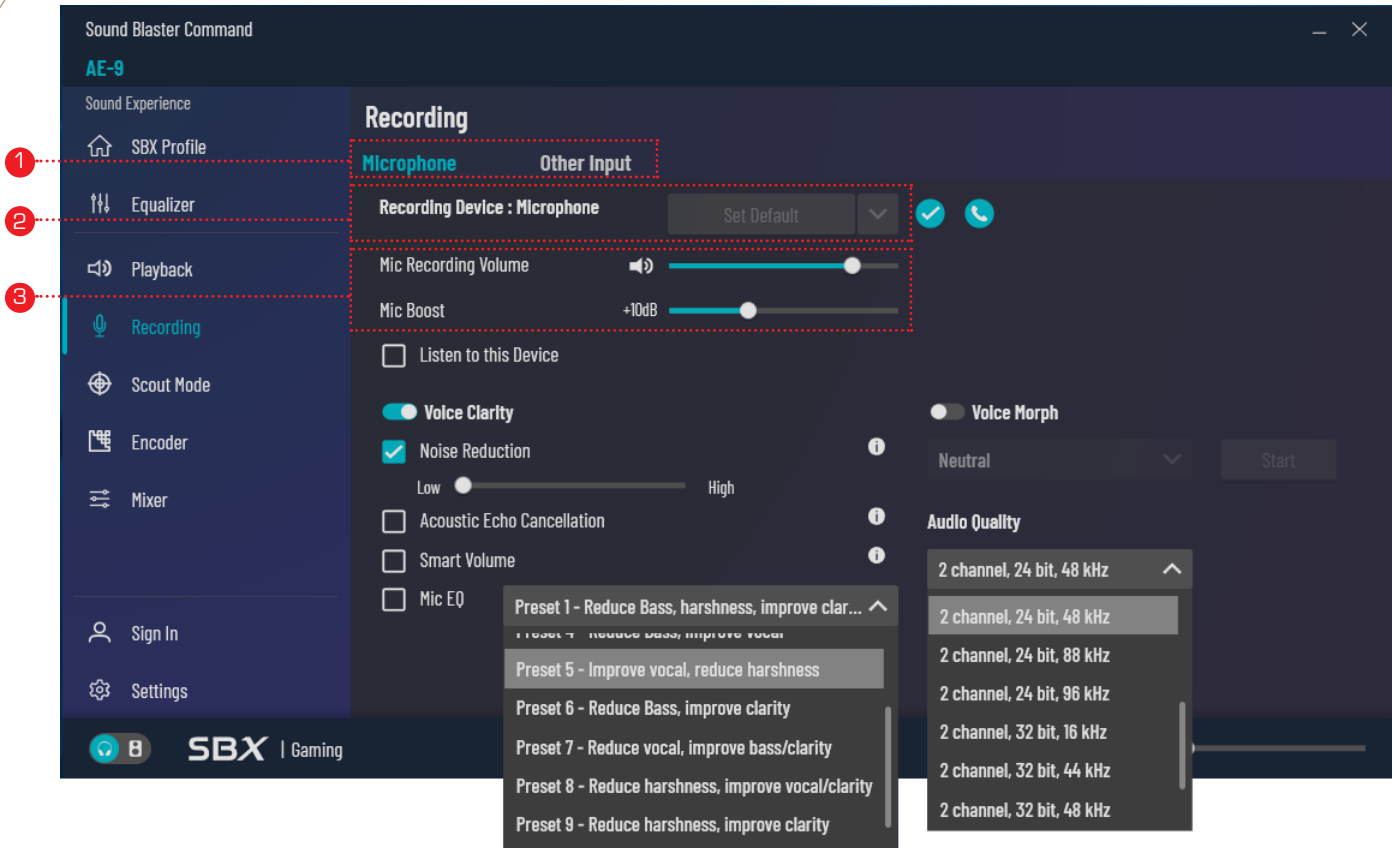 Sound Blaster Command
AE-9
Sound Experience
SBX Profile
Equalizer
Playback
Recording
Scout Mode
Encoder
Mixer
Sign In
Settings
SBX | Gaming
1
2
3
Recording
Microphone Other Input
Recording Device : Microphone Set Default
Mic Recording Volume
Mic Boost +10dB
Listen to this Device
Voice Clarity
Noise Reduction
Low High
Acoustic Echo Cancellation
Smart Volume
Mic EQ
Preset 1 - Reduce Bass, harshness, improve clar...
Preset 4 - Reduce Bass, improve vocal
Preset 5 - Improve vocal, reduce harshness
Preset 6 - Reduce Bass, improve clarity
Preset 7 - Reduce vocal, improve bass/clarity
Preset 8 - Reduce harshness, improve vocal/clarity
Preset 9 - Reduce harshness, improve clarity
Voice Morph
Neutral Start
Audio Quality
2 channel, 24 bit, 48 kHz
2 channel, 24 bit, 48 kHz
2 channel, 24 bit, 88 kHz
2 channel, 24 bit, 96 kHz
2 channel, 32 bit, 16 kHz
2 channel, 32 bit, 44 kHz
2 channel, 32 bit, 48 kHz